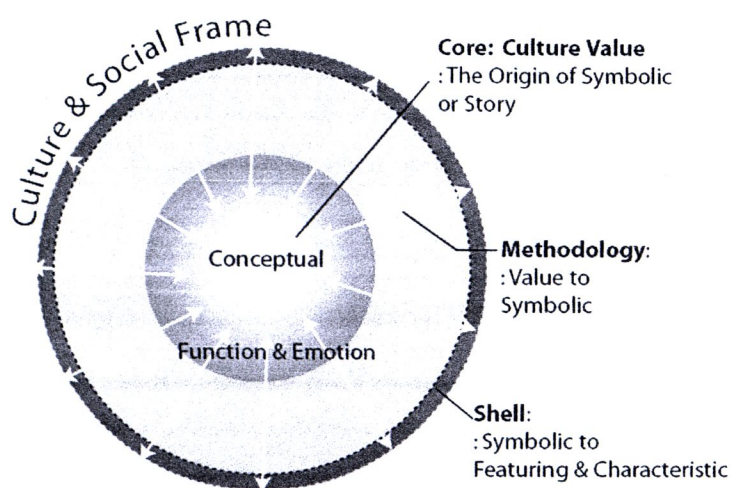 Culture & Social Frame
Core: Culture Value
:The Origin of Symbolic
or Story
Conceptual
Methodology:
:Value to
Symbolic
Function & Emotion
Shell:
:Symbolic to
Featuring & Characteristic